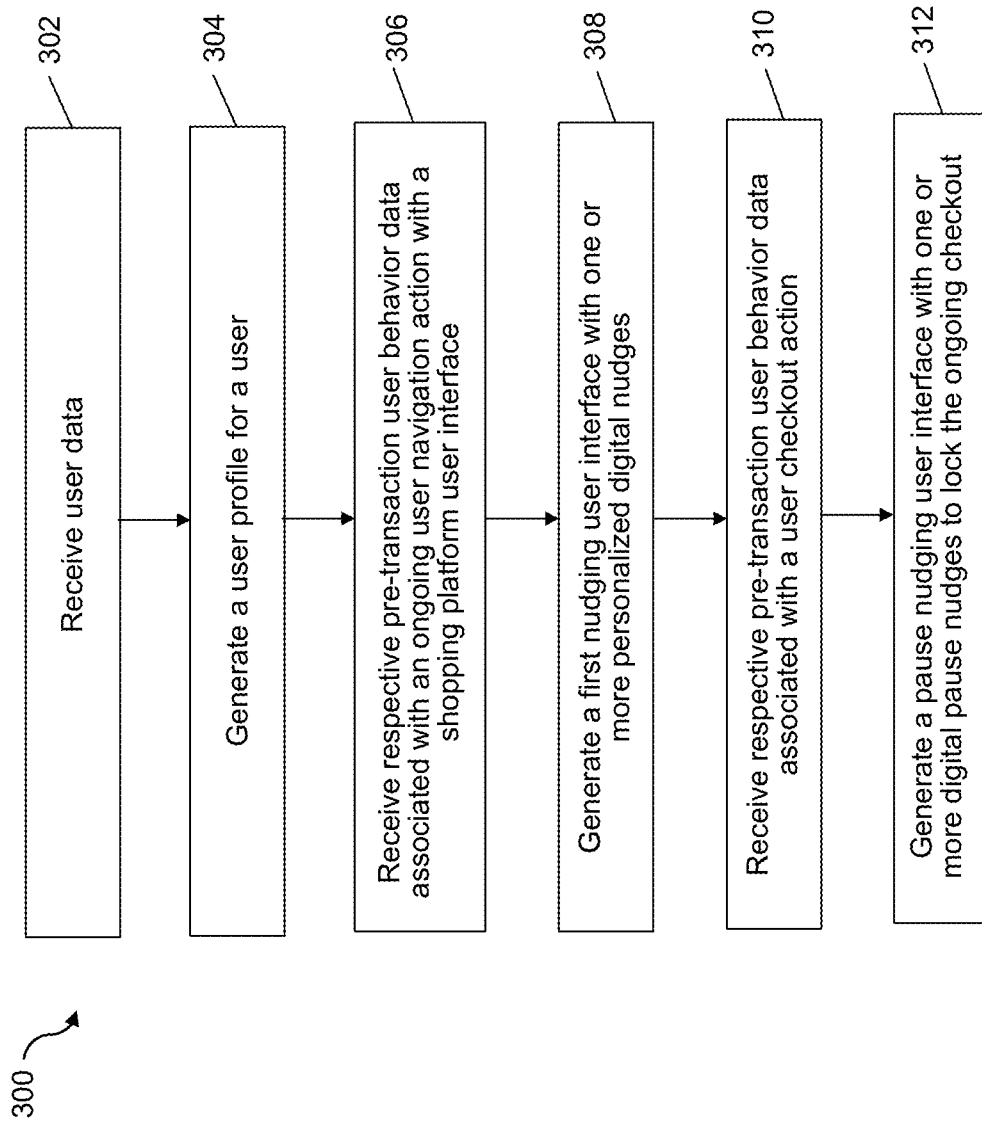 300
Receive user data
302
Generate a user profile for a user
304
Receive respective pre-transaction user behavior data
associated with an ongoing user navigation action with a
shopping platform user interface
306
Generate a first nudging user interface with one or
more personalized digital nudges
308
Receive respective pre-transaction user behavior data
associated with a user checkout action
310
Generate a pause nudging user interface with one or
more digital pause nudges to lock the ongoing checkout
312